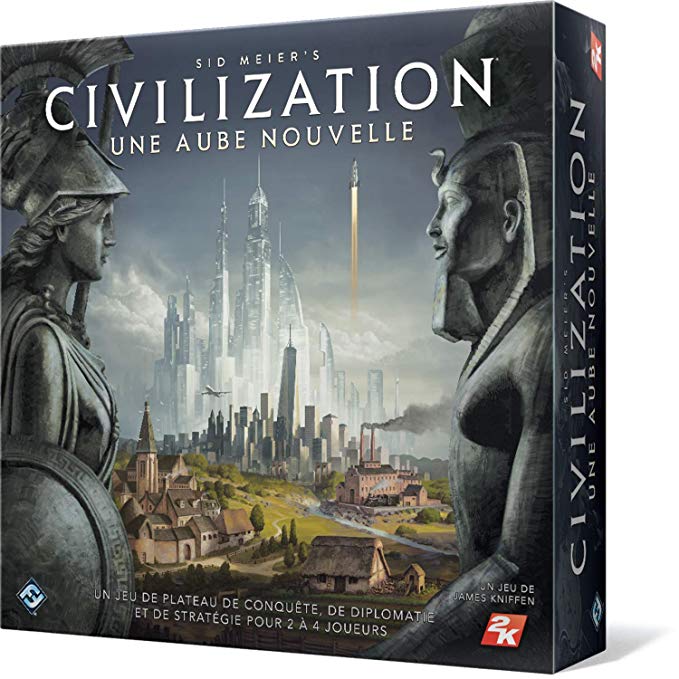 SID MEIER'S
CIVILIZATION
UNE AUBE NOUVELLE
UN JEU DE PLATEAU DE CONQUÊTE, DE DIPLOMATIE
ET DE STRATÉGIE POUR 2 À 4 JOUEURS
UN JEU DE
JAMES KNIFFEN
2K
2K
SID MEIER'S
CIVILIZATION
UNE AUBE NOUVELLE